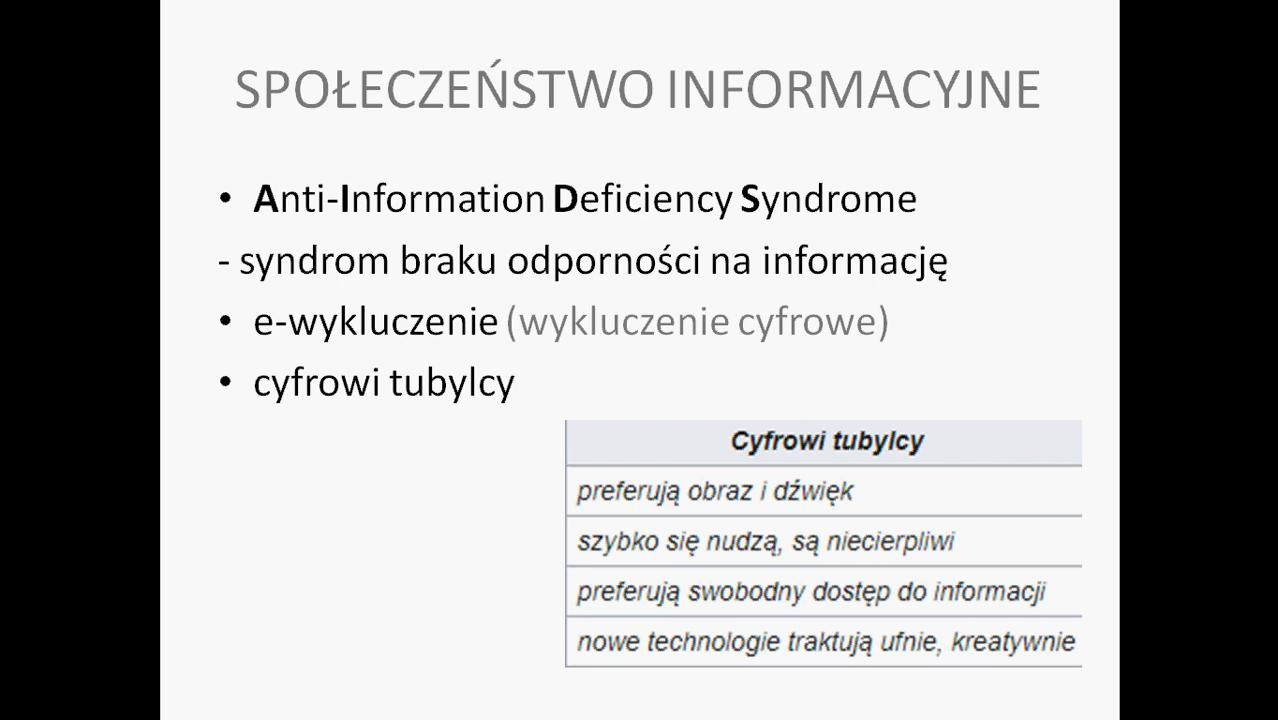 SPOŁECZEŃSTWO INFORMACYJNE
• Anti-Information Deficiency Syndrome
- syndrom braku odporności na informację
• e-wykluczenie (wykluczenie cyfrowe)
• cyfrowi tubylcy
Cyfrowi tubylcy
preferują obraz i dźwięk
szybko się nudzą, są niecierpliwi
preferują swobodny dostęp do informacji
nowe technologie traktują ufnie, kreatywnie